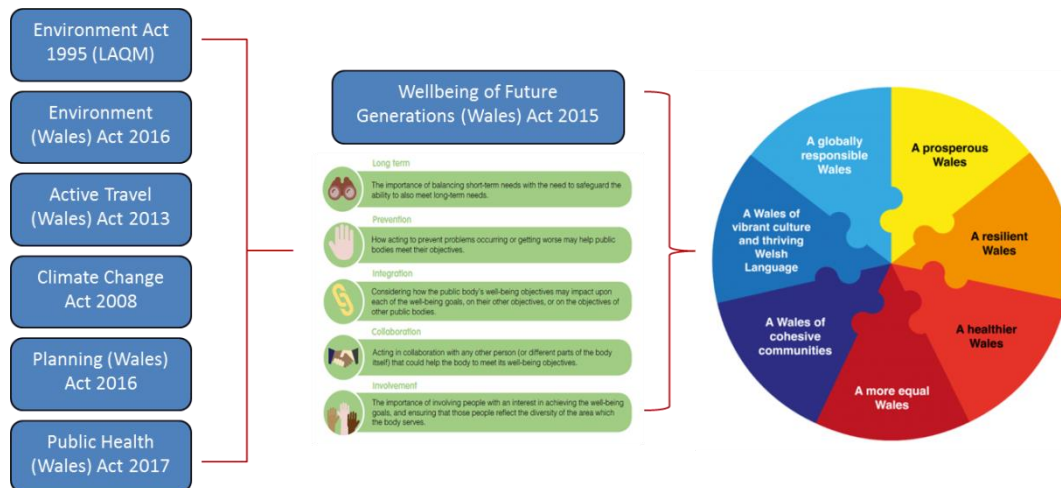 Environment Act
1995 (LAQM)
Environment
(Wales) Act 2016
Active Travel
(Wales) Act 2013
Climate Change
Act 2008
Planning (Wales)
Act 2016
Public Health
(Wales) Act 2017
Wellbeing of Future
Generations (Wales) Act 2015
Long term
The importance of balancing short-term needs with the need to safeguard the
ability to also meet long-term needs.
Prevention
How acting to prevent problems occurring or getting worse may help public
bodies meet their objectives.
Integration
Considering how the public body's well-being objectives may impact upon
each of the well-being goals, on their other objectives, or on the objectives of
other public bodies.
Collaboration
Acting in collaboration with any other person (or different parts of the body
itself) that could help the body to meet its well-being objectives.
Involvement
The importance of involving people with an interest in achieving the well-being
goals, and ensuring that those people reflect the diversity of the area which
the body serves.
A globally
responsible
Wales
A prosperous
Wales
A resilient
Wales
A healthier
Wales
A more equal
Wales
A Wales of
cohesive
communities
A Wales of
vibrant culture
and thriving
Welsh
Language